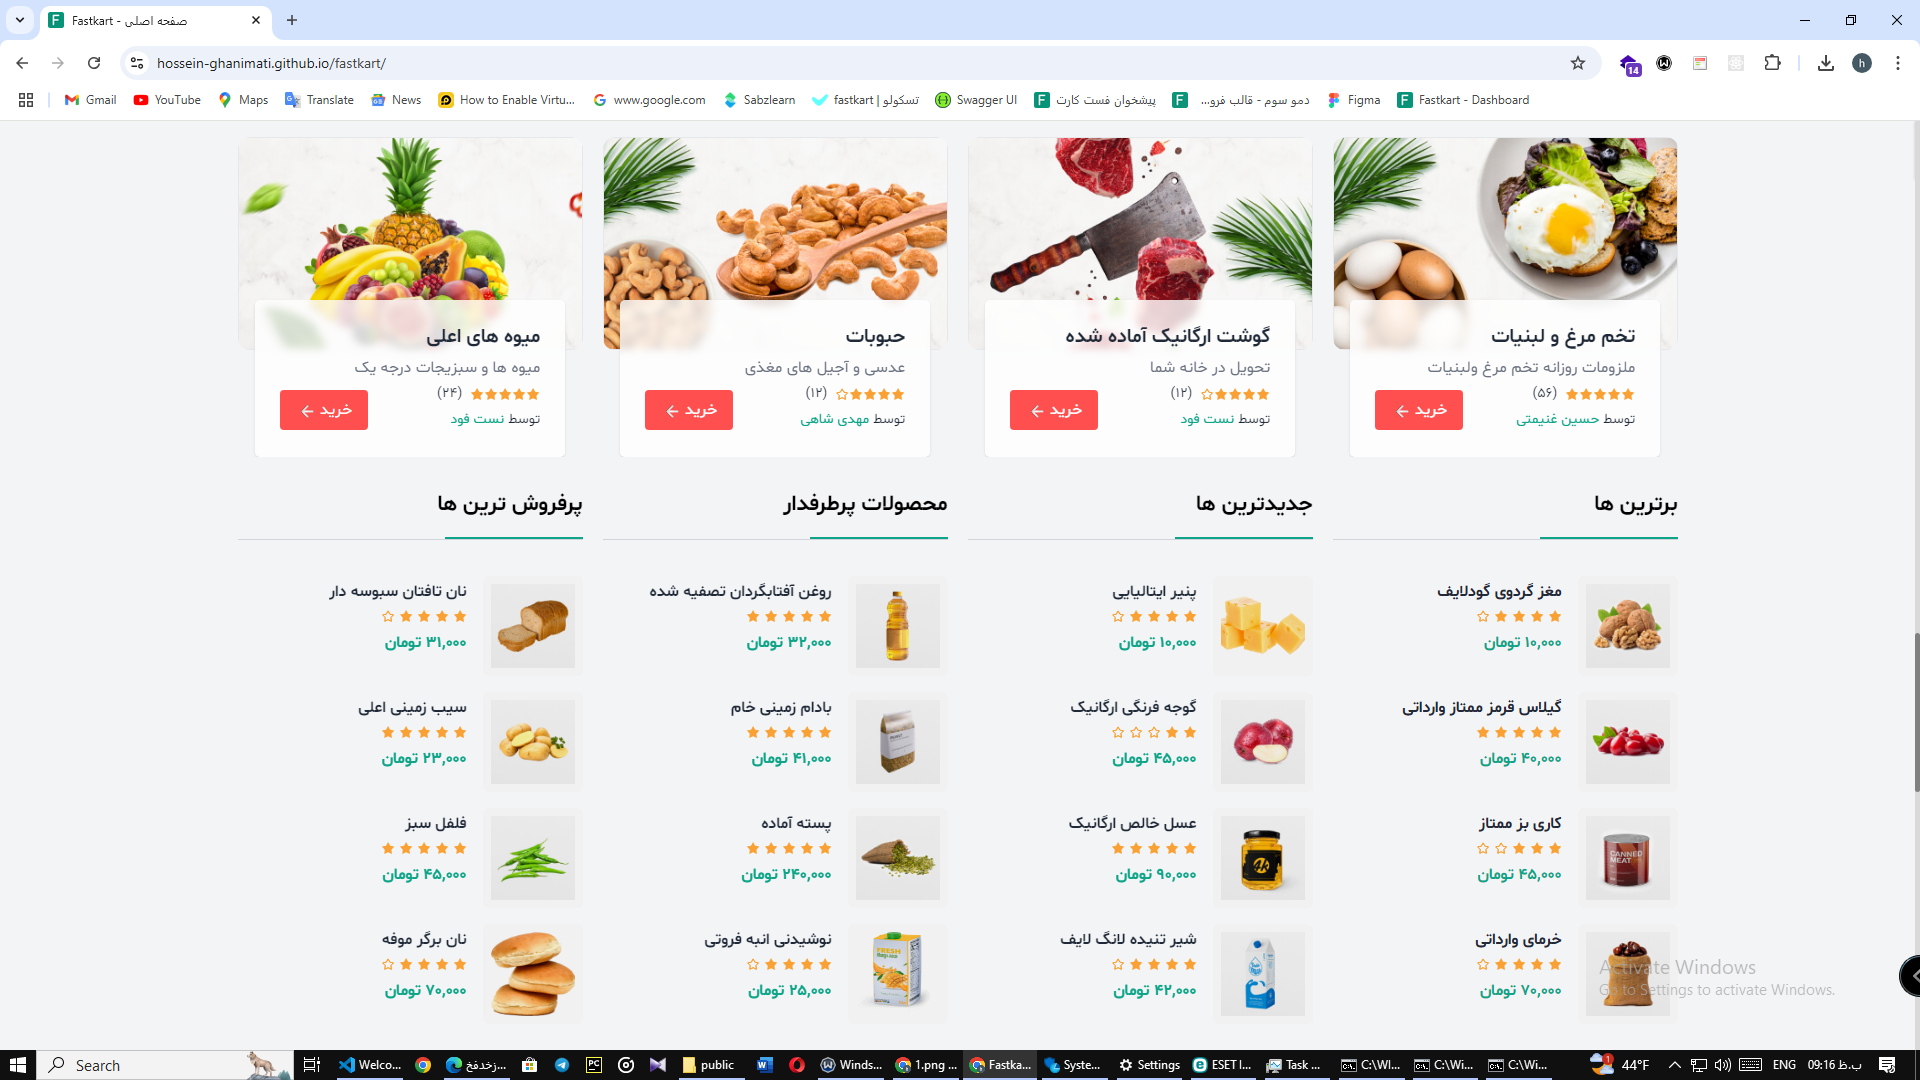 Fastkart - صفحه اصلی
hossein-ghanimati.github.io/fastkart/
14
h
Gmail
YouTube
Maps
Translate
News
How to Enable Virtu...
www.google.com
Sabzlearn
fastkart | تسکولو
Swagger UI
پیشخوان فست کارت
دمو سوم - قالب فرو...
Figma
Fastkart - Dashboard
تخم مرغ و لبنیات
ملزومات روزانه تخم مرغ ولبنیات
(۵۶)
توسط حسین غنیمتی
خرید
گوشت ارگانیک آماده شده
تحویل در خانه شما
(۱۲)
توسط نست فود
خرید
حبوبات
عدسی و آجیل های مغذی
(۱۲)
توسط مهدی شاهی
خرید
میوه های اعلی
میوه ها و سبزیجات درجه یک
(۲۴)
توسط نست فود
خرید
برترین ها
مغز گردوی گودلایف
۱۰,۰۰۰ تومان
گیلاس قرمز ممتاز وارداتی
۴۰,۰۰۰ تومان
کاری بز ممتاز
۴۵,۰۰۰ تومان
CANNED
MEAT
خرمای وارداتی
۷۰,۰۰۰ تومان
جدیدترین ها
پنیر ایتالیایی
۱۰,۰۰۰ تومان
گوجه فرنگی ارگانیک
۴۵,۰۰۰ تومان
عسل خالص ارگانیک
۹۰,۰۰۰ تومان
شیر تنیده لانگ لایف
۴۲,۰۰۰ تومان
محصولات پرطرفدار
روغن آفتابگردان تصفیه شده
۳۲,۰۰۰ تومان
بادام زمینی خام
۴۱,۰۰۰ تومان
پسته آماده
۲۴۰,۰۰۰ تومان
نوشیدنی انبه فروتی
۲۵,۰۰۰ تومان
FRESH
پرفروش ترین ها
نان تافتان سبوسه دار
۳۱,۰۰۰ تومان
سیب زمینی اعلی
۲۳,۰۰۰ تومان
فلفل سبز
۴۵,۰۰۰ تومان
نان برگر موفه
۷۰,۰۰۰ تومان
Activate Windows
Go to Settings to activate Windows.
Search
Welco...
زخدفخ...
PC
public
Winds...
1.png ...
Fastka...
Syste...
Settings
ESET I...
Task ...
C:\WI...
C:\Wi...
C:\Wi...
1
44°F
ENG
09:16 ب.ظ